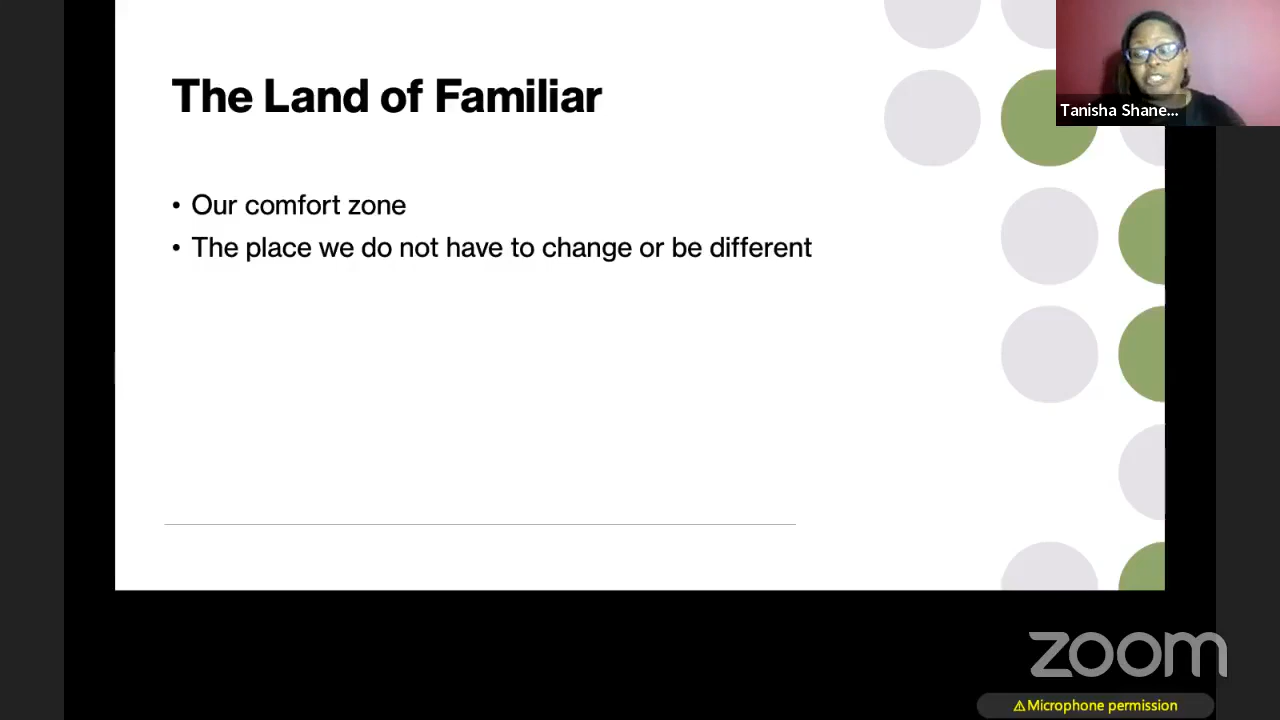 The Land of Familiar
• Our comfort zone
• The place we do not have to change or be different
Tanisha Shane...
zoom
⚠Microphone permission